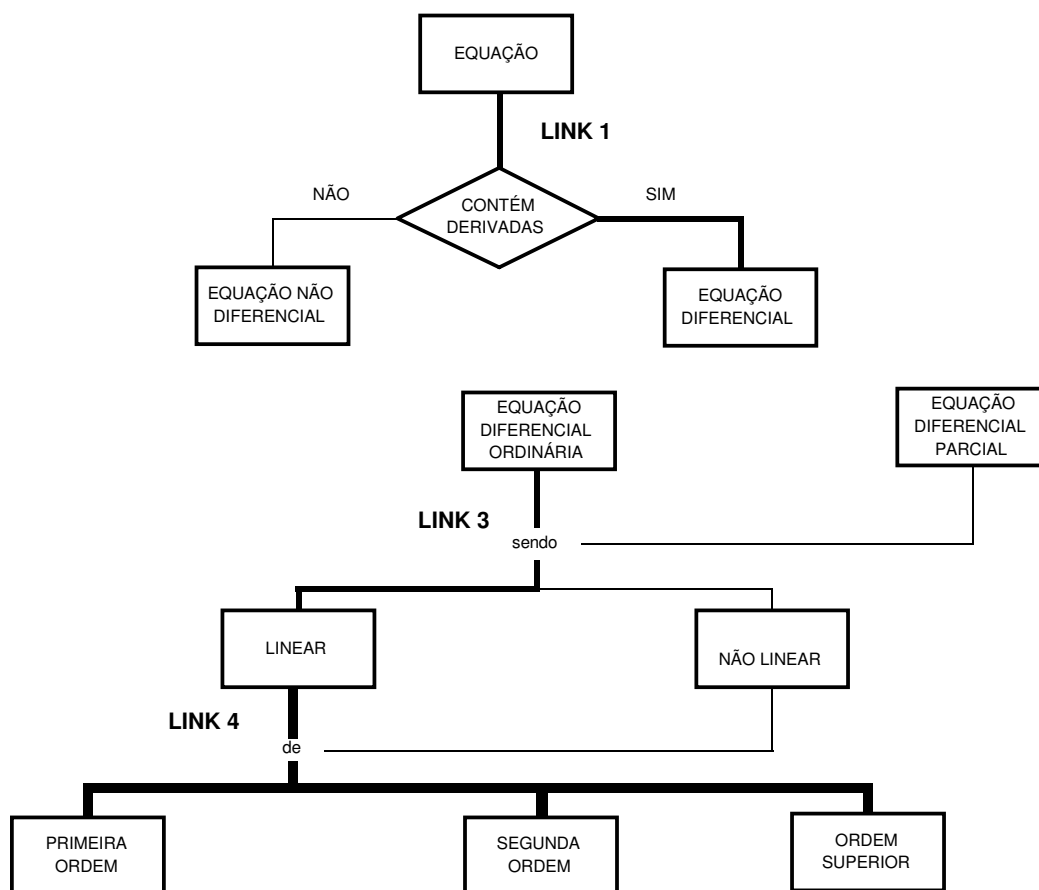 EQUAÇÃO
LINK 1
NÃO
SIM
CONTÉM
DERIVADAS
EQUAÇÃO NÃO
DIFERENCIAL
EQUAÇÃO
DIFERENCIAL
EQUAÇÃO
DIFERENCIAL
ORDINÁRIA
EQUAÇÃO
DIFERENCIAL
PARCIAL
LINK 3
sendo
LINEAR
NÃO LINEAR
LINK 4
de
PRIMEIRA
ORDEM
SEGUNDA
ORDEM
ORDEM
SUPERIOR